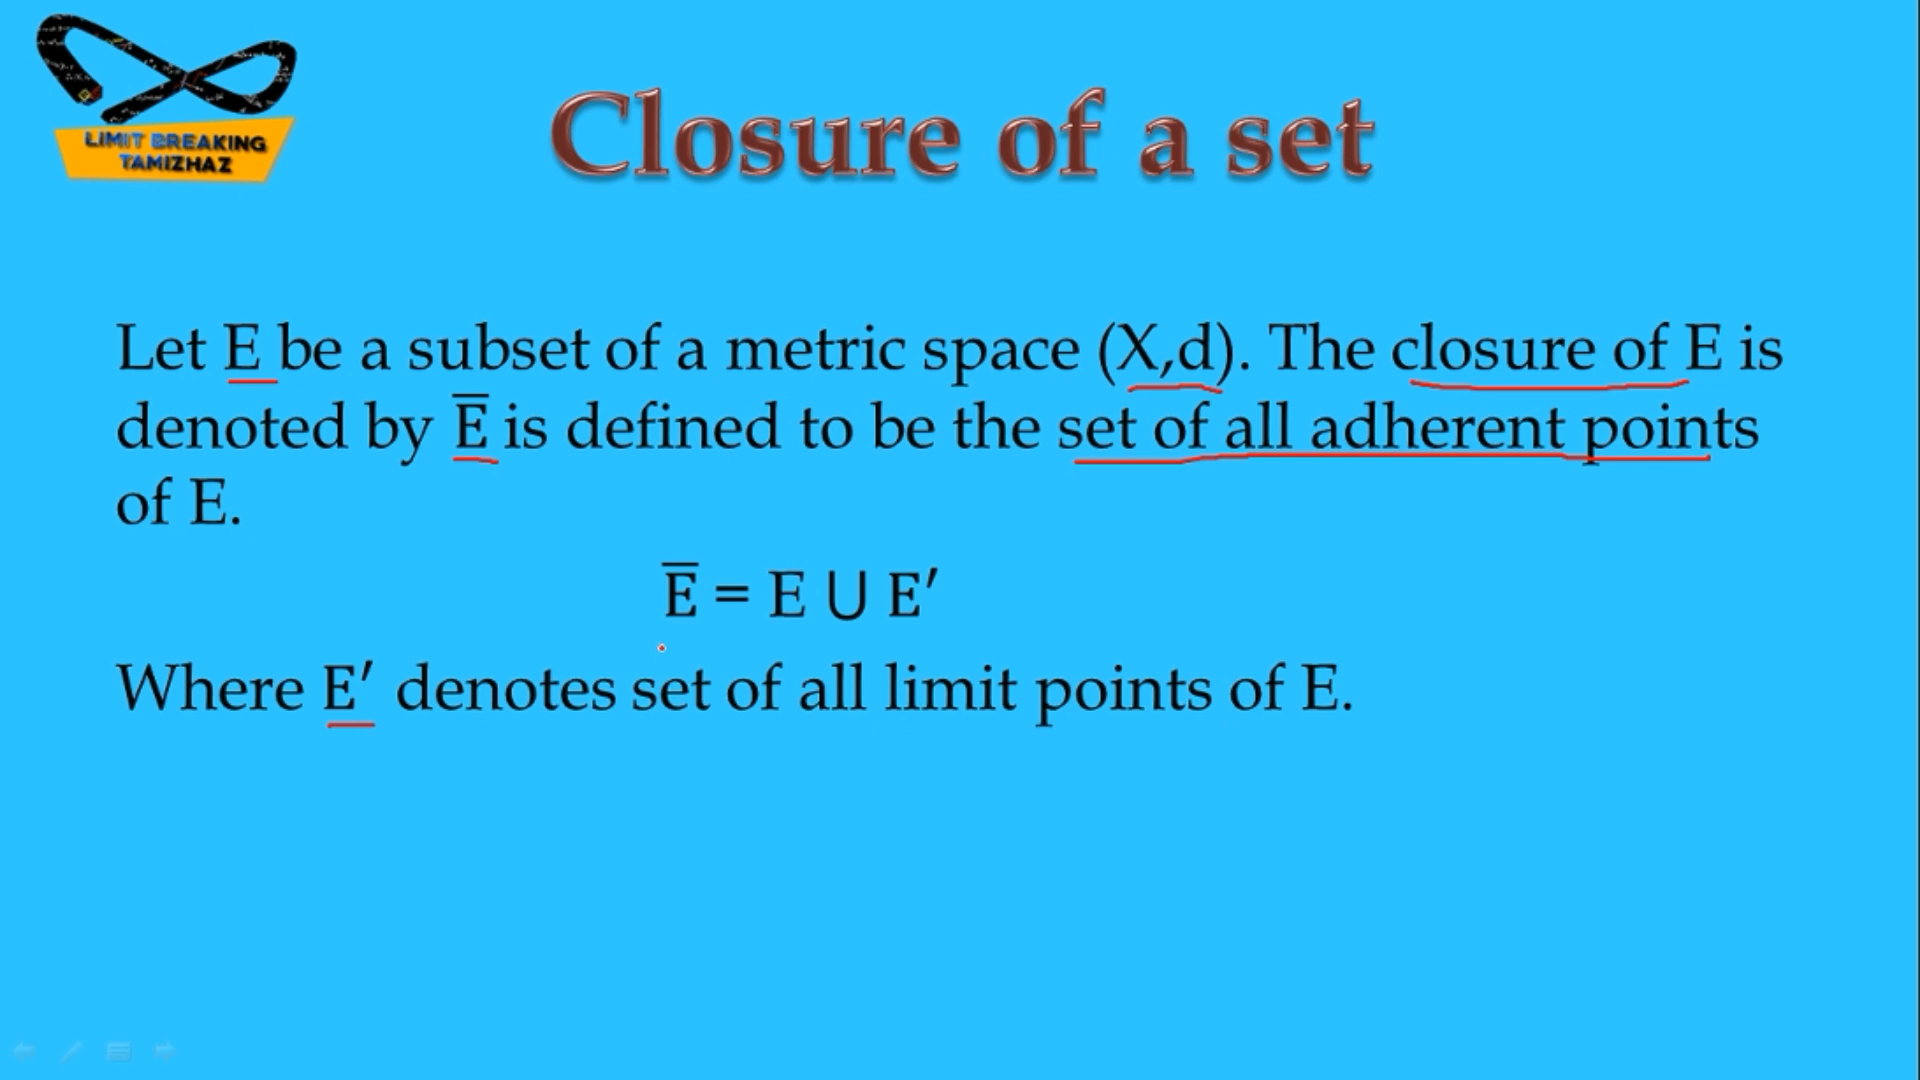 LIMIT BREAKING
TAMIZHAZ
Closure of a set
Let E be a subset of a metric space (X,d). The closure of E is
denoted by E̅ is defined to be the set of all adherent points
of E.
E̅ = E ∪ E′
Where E′ denotes set of all limit points of E.